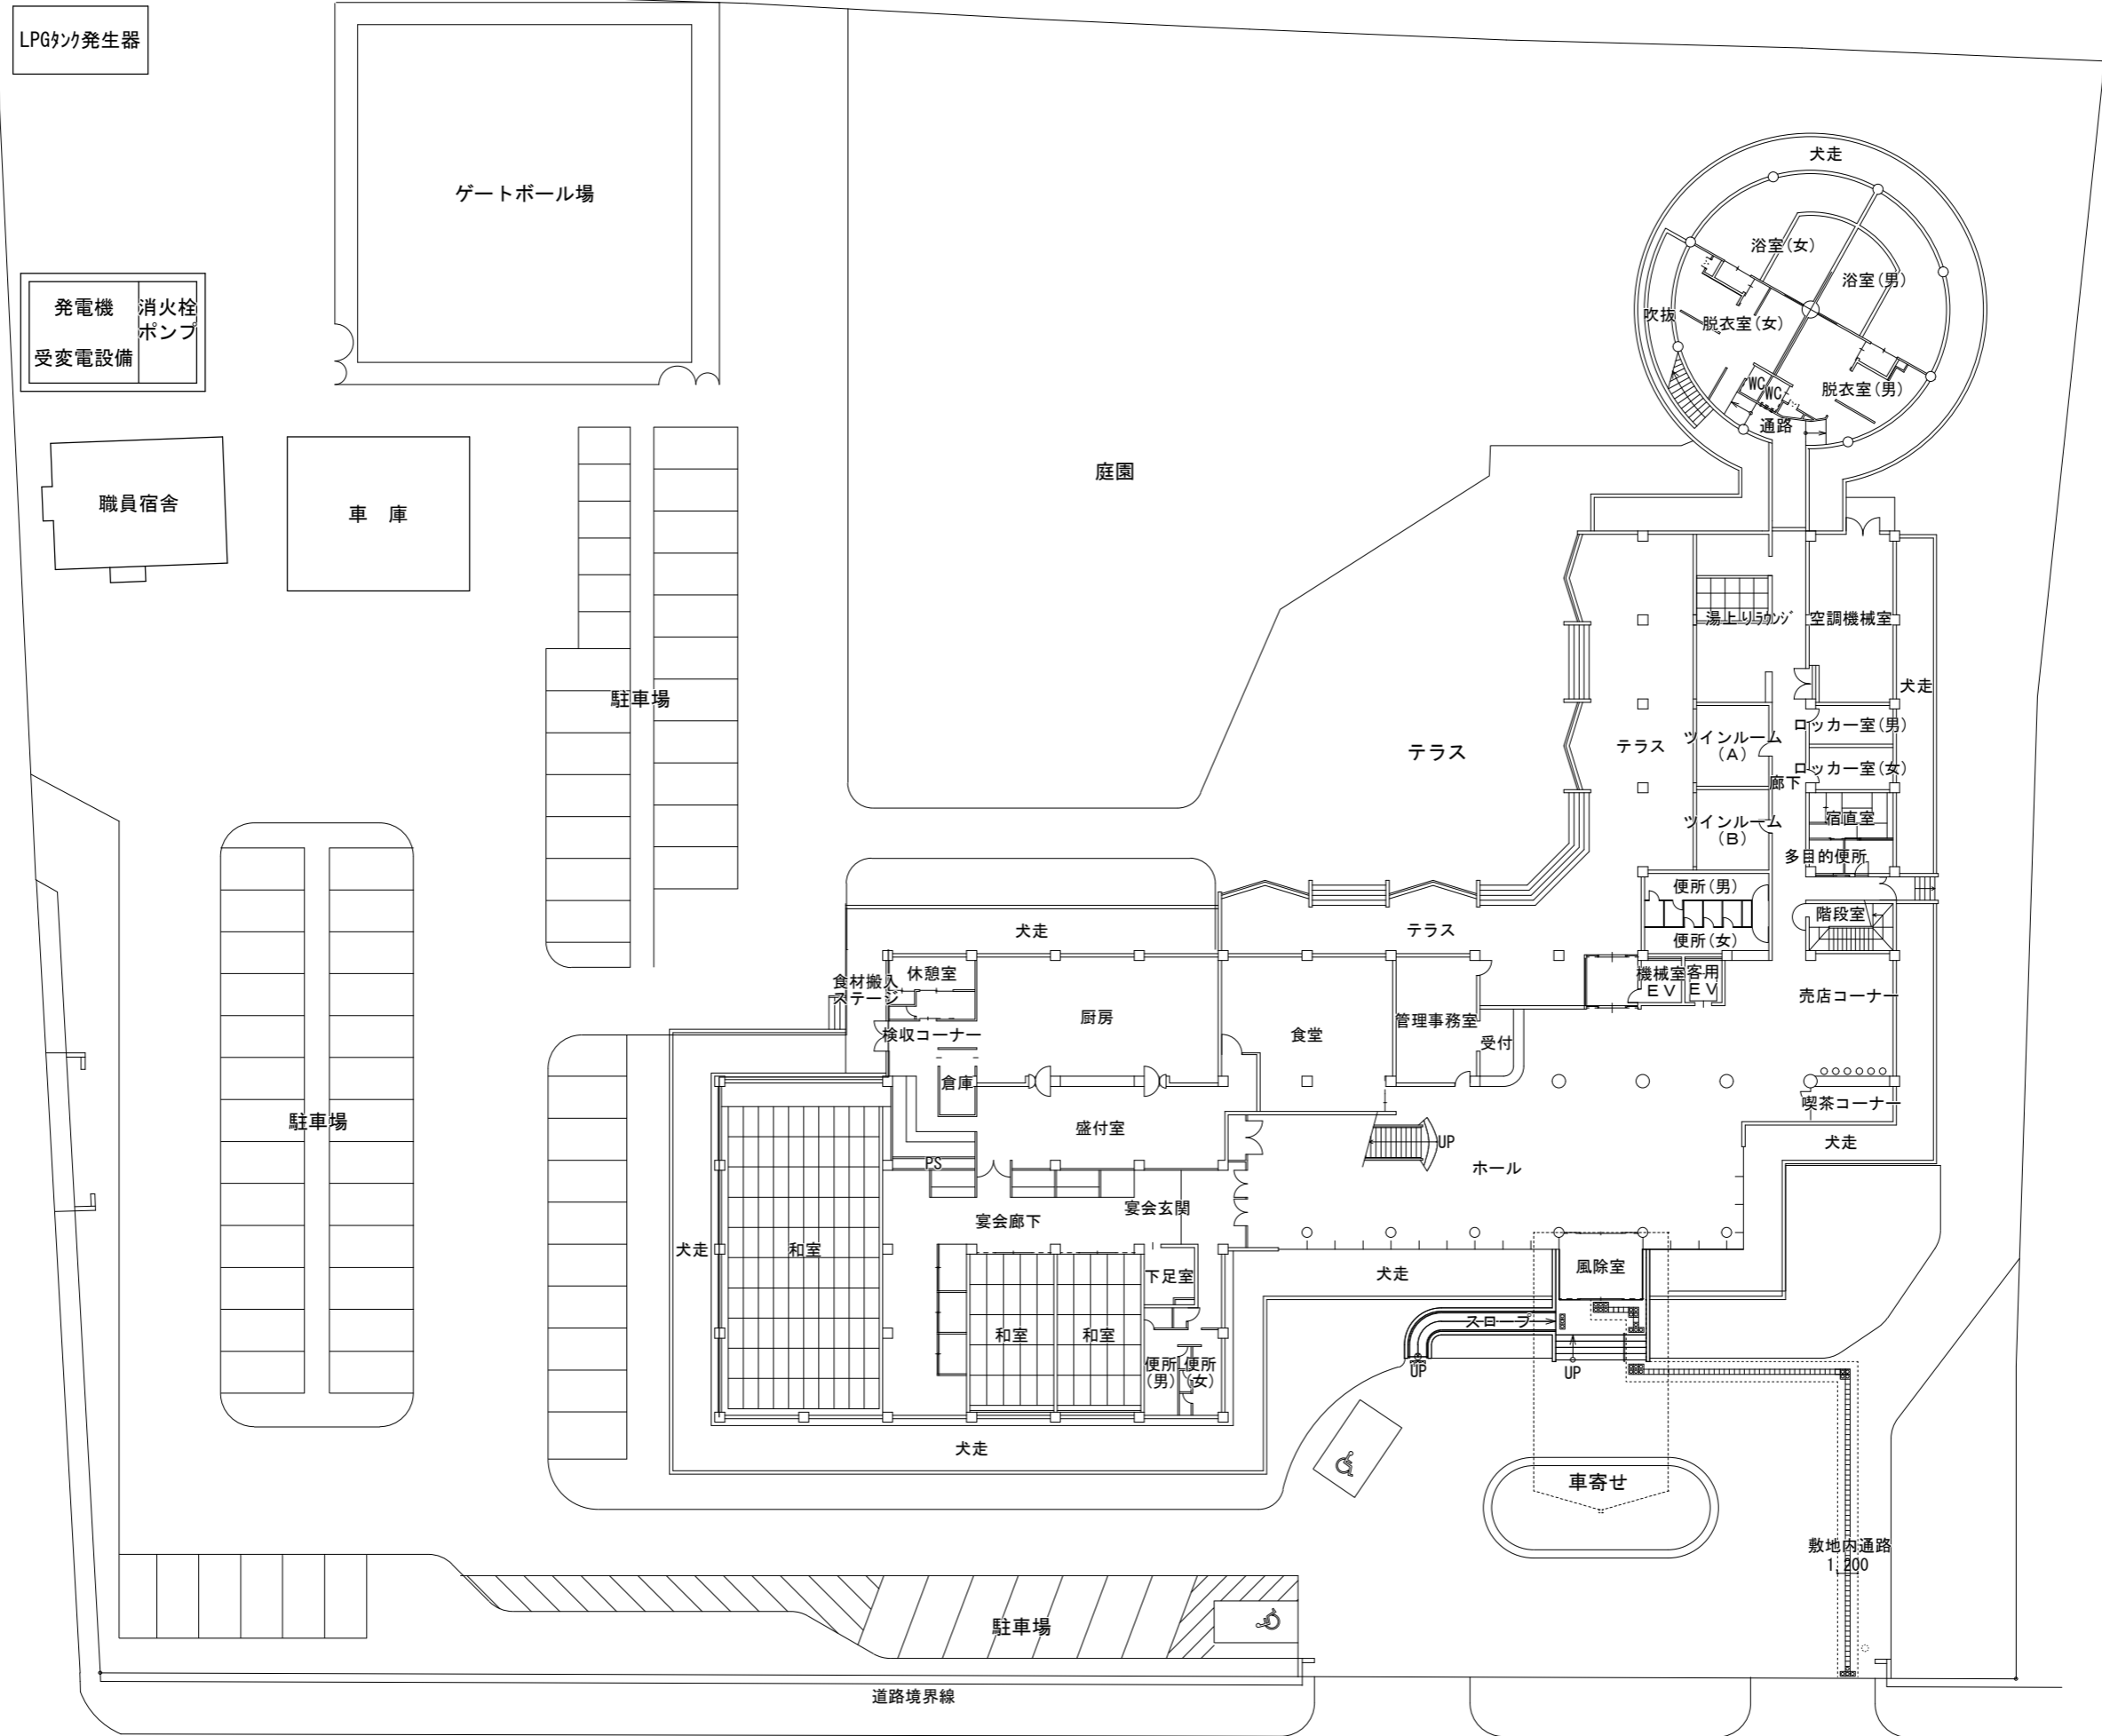 LPGﾀﾝｸ発生器
ゲートボール場
犬走
浴室(女)
浴室(男)
発電機
消火栓
ポンプ
受変電設備
吹抜
脱衣室(女)
WC
WC
脱衣室(男)
通路
庭園
職員宿舎
車　庫
湯上りﾗｳﾝｼﾞ
空調機械室
駐車場
犬走
テラス
テラス
ツインルーム
(A)
ロッカー室(男)
ロッカー室(女)
廊下
ツインルーム
(B)
宿直室
多目的便所
便所(男)
階段室
便所(女)
犬走
テラス
食材搬入
ステージ
休憩室
機械室
EV
客用
EV
売店コーナー
検収コーナー
厨房
食堂
管理事務室
受付
倉庫
喫茶コーナー
駐車場
盛付室
UP
犬走
PS
ホール
宴会廊下
宴会玄関
犬走
和室
下足室
犬走
風除室
スロープ
和室
和室
便所
(男)
便所
(女)
UP
UP
犬走
車寄せ
敷地内通路
1,200
駐車場
道路境界線